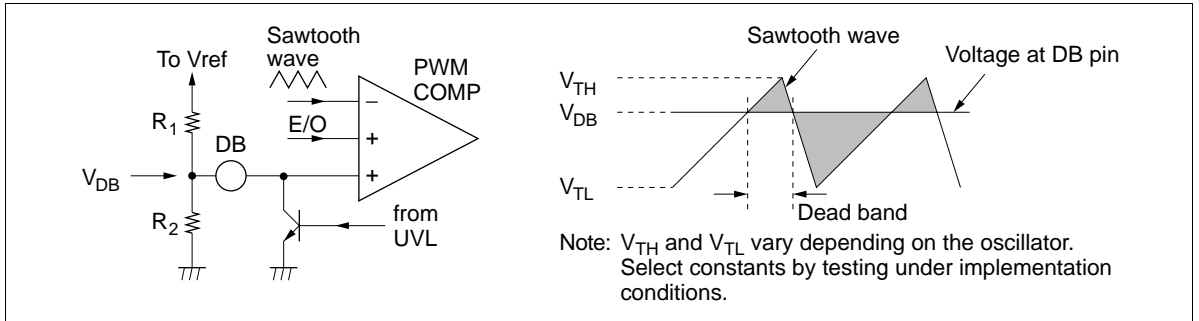 To Vref
Sawtooth
wave
PWM
COMP
R1
E/O
DB
VDB
R2
from
UVL
−
+
+
Sawtooth wave
Voltage at DB pin
VTH
VDB
VTL
Dead band
Note: VTH and VTL vary depending on the oscillator.
Select constants by testing under implementation
conditions.